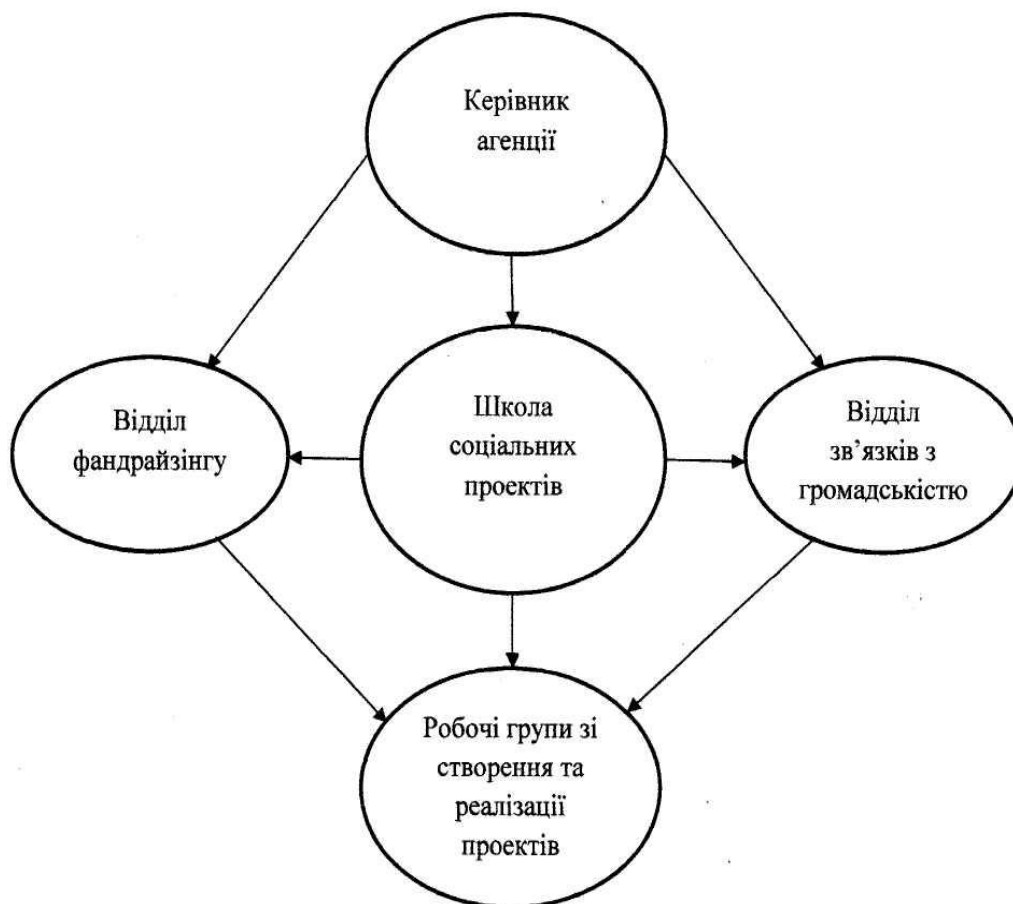 Керівник
агенції
Відділ
фандрайзінгу
Школа
соціальних
проектів
Відділ
зв’язків з
громадськістю
Робочі групи зі
створення та
реалізації
проектів